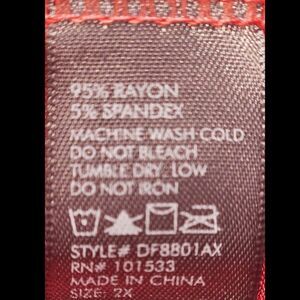 95% RAYON
5% SPANDEX
MACHINE WASH COLD
DO NOT BLEACH
TUMBLE DRY, LOW
DO NOT IRON
STYLE# DF8801AX
RN# 101533
MADE IN CHINA
SIZE: 2X